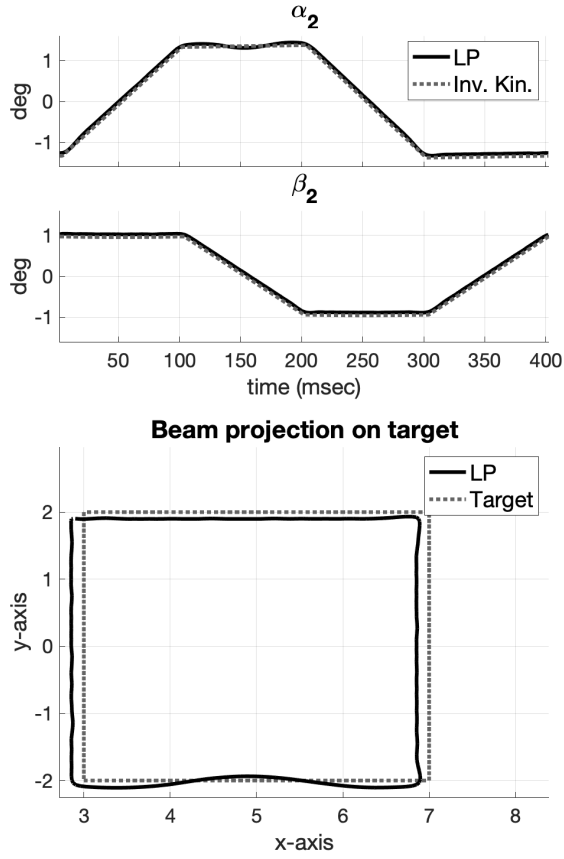 α₂
deg
1
0
-1
LP
Inv. Kin.
β₂
deg
1
0
-1
50 100 150 200 250 300 350 400
time (msec)
Beam projection on target
LP
Target
y-axis
2
1
0
-1
-2
3 4 5 6 7 8
x-axis